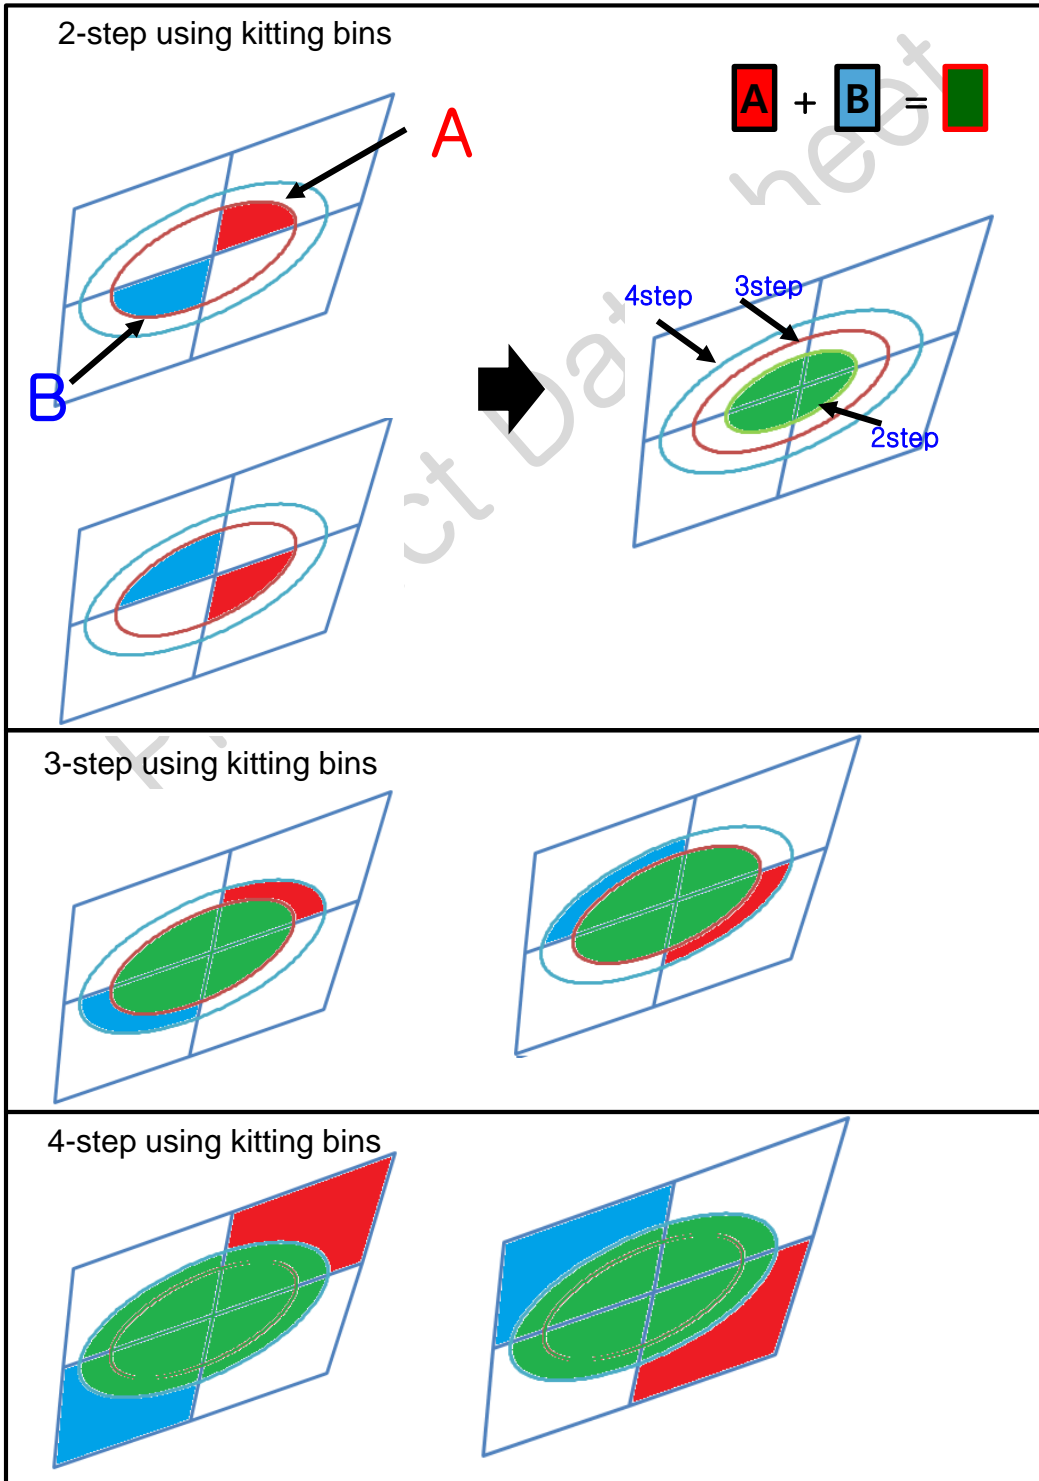 2-step using kitting bins
A + B =
A
B
4step
3step
2step
3-step using kitting bins
4-step using kitting bins